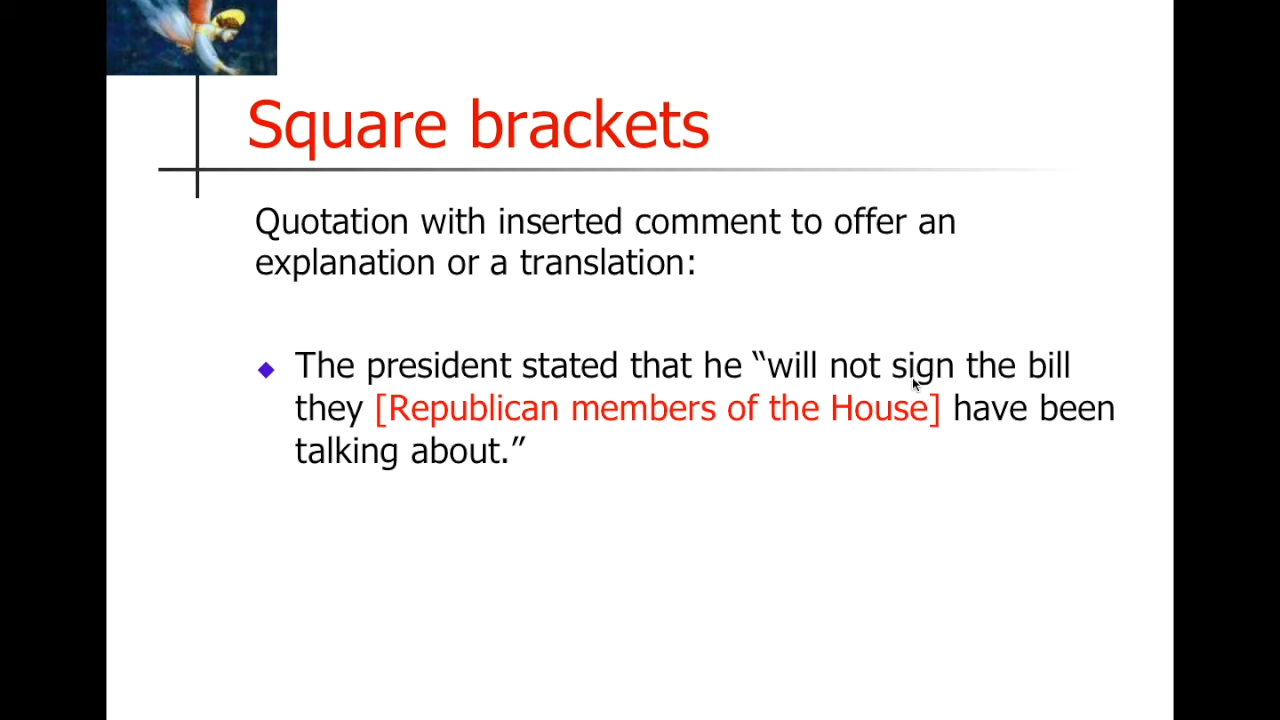 Square brackets
Quotation with inserted comment to offer an
explanation or a translation:
The president stated that he “will not sign the bill
they [Republican members of the House] have been
talking about.”